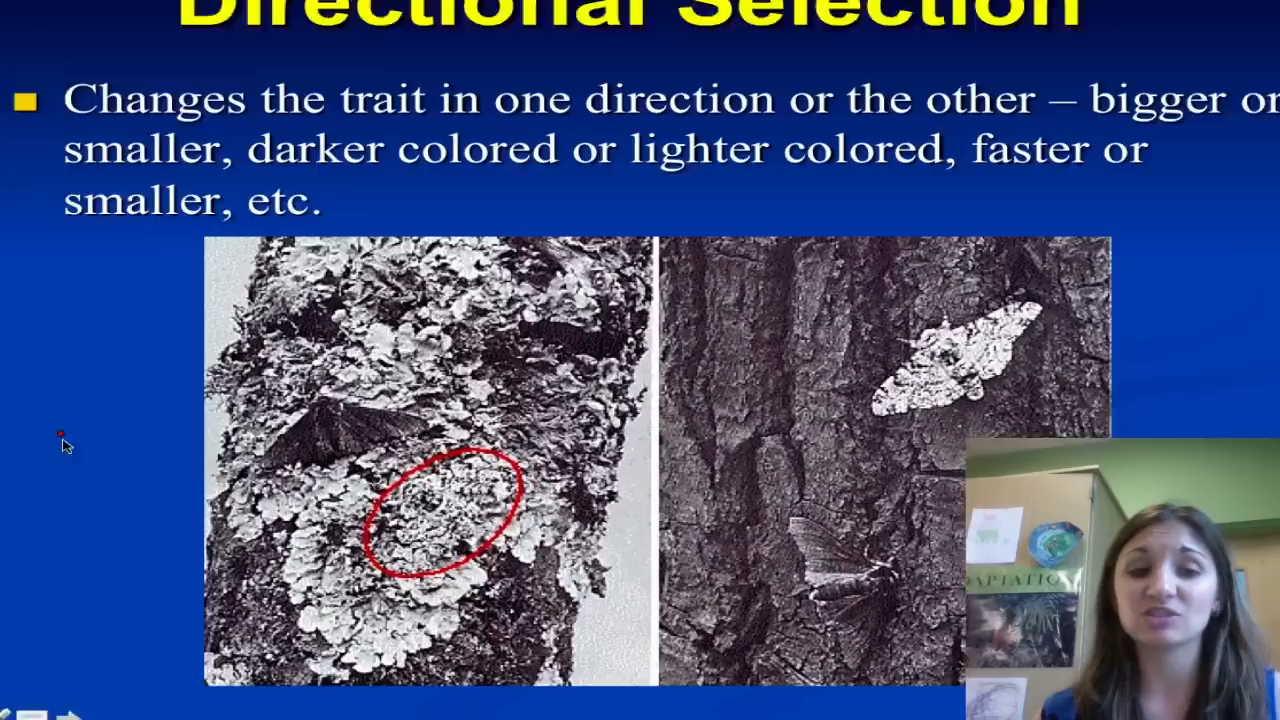 Directional Selection
Changes the trait in one direction or the other – bigger or
smaller, darker colored or lighter colored, faster or
smaller, etc.
APTATIO